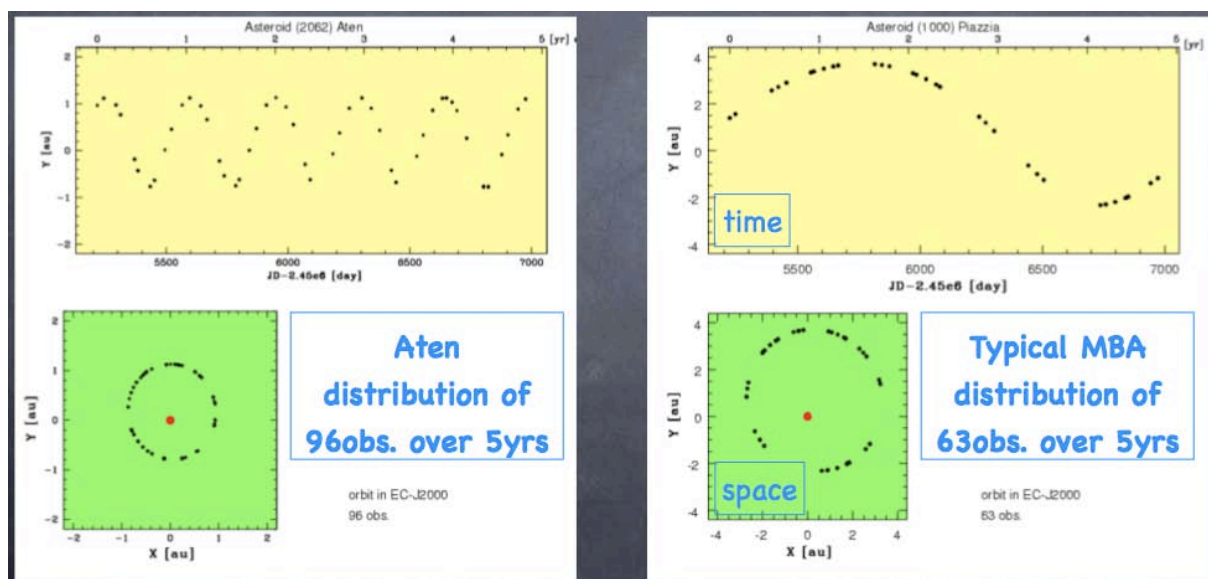 Asteroid (2062) Aten
0 1 2 3 4 5 [yr]
2
1
0
-1
-2
Y [au]
5500 6000 6500 7000
JD-2.45e6 [day]
2
1
0
-1
-2
Y [au]
-2 -1 0 1 2
X [au]
Aten
distribution of
96obs. over 5yrs
orbit in EC-J2000
96 obs.
Asteroid (1000) Piazzia
0 1 2 3 4 5 [yr]
4
2
0
-2
-4
Y [au]
time
5500 6000 6500 7000
JD-2.45e6 [day]
4
2
0
-2
-4
Y [au]
space
-4 -2 0 2 4
X [au]
Typical MBA
distribution of
63obs. over 5yrs
orbit in EC-J2000
63 obs.